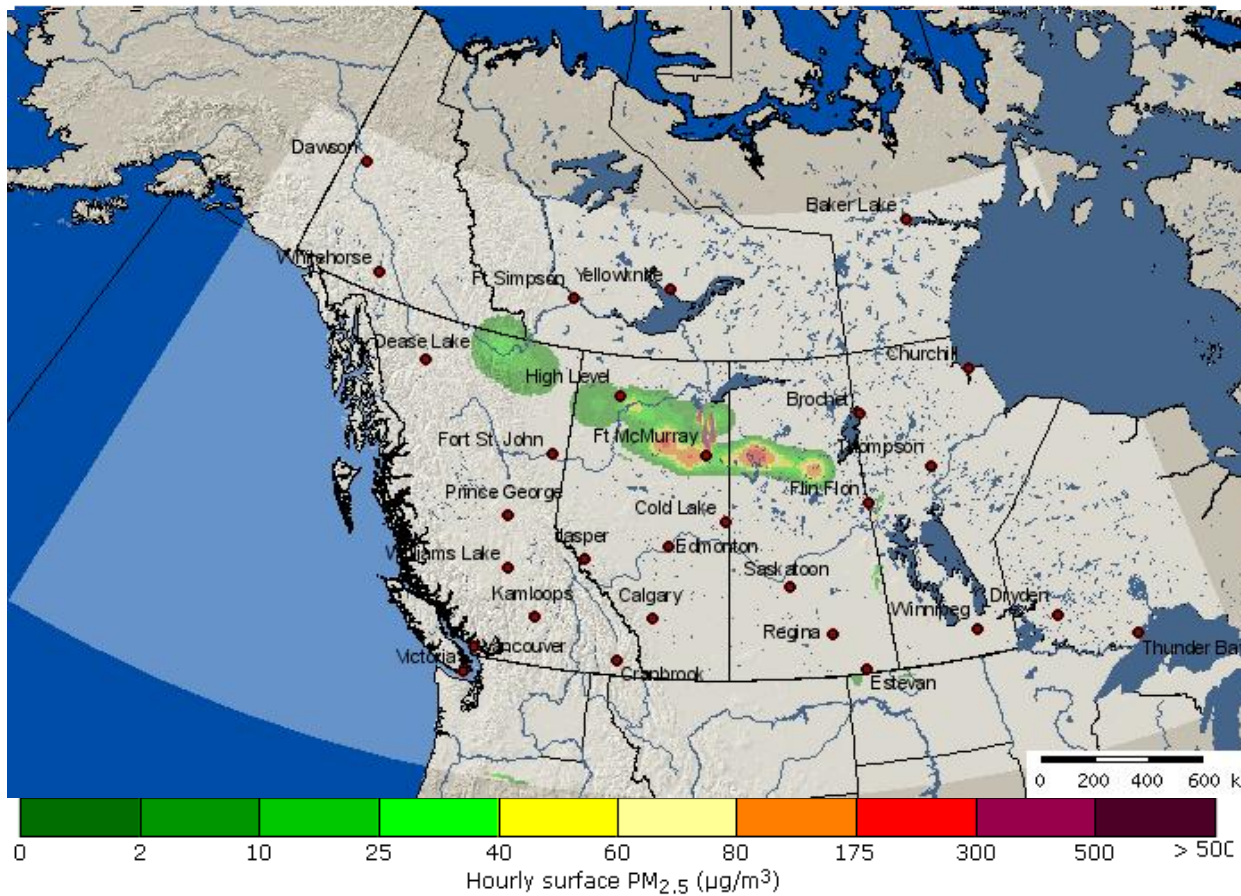 Dawson
Baker Lake
Whitehorse
Ft Simpson
Yellowknife
Dease Lake
Churchill
High Level
Brochet
Ft McMurray
Thompson
Fort St. John
Flin Flon
Prince George
Cold Lake
Jasper
Edmonton
Williams Lake
Saskatoon
Kamloops
Calgary
Dryden
Winnipeg
Regina
Vancouver
Thunder Ba
Victoria
Cranbrook
Estevan
0 200 400 600 k
0 2 10 25 40 60 80 175 300 500 > 500
Hourly surface PM2.5 (µg/m³)